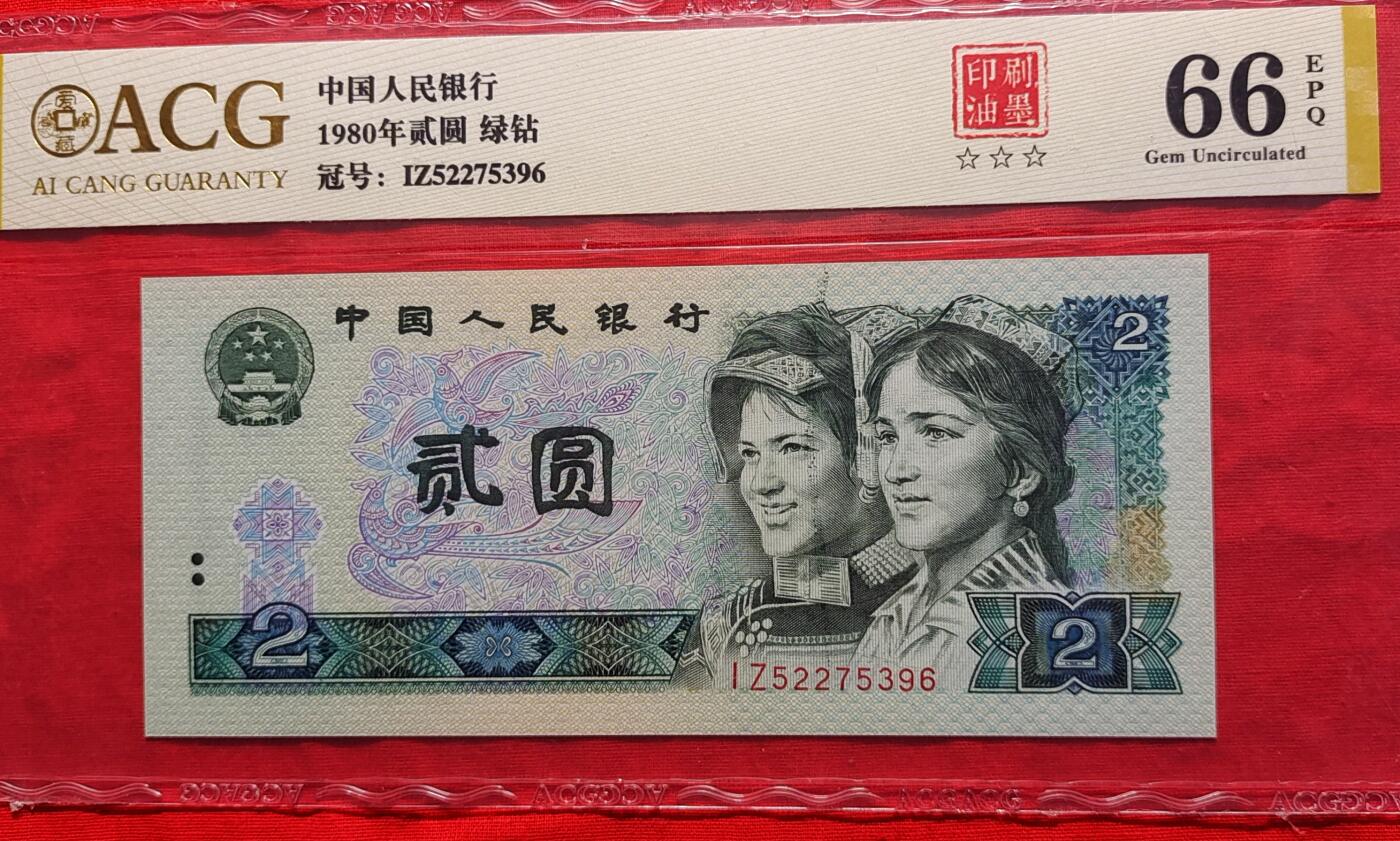 ACG
AI CANG GUARANTY
中国人民银行
1980年贰圆 绿钻
冠号：IZ52275396
印刷
油墨
☆☆☆
66
EPQ
Gem Uncirculated
中国人民银行
2
贰圆
2
IZ52275396
2